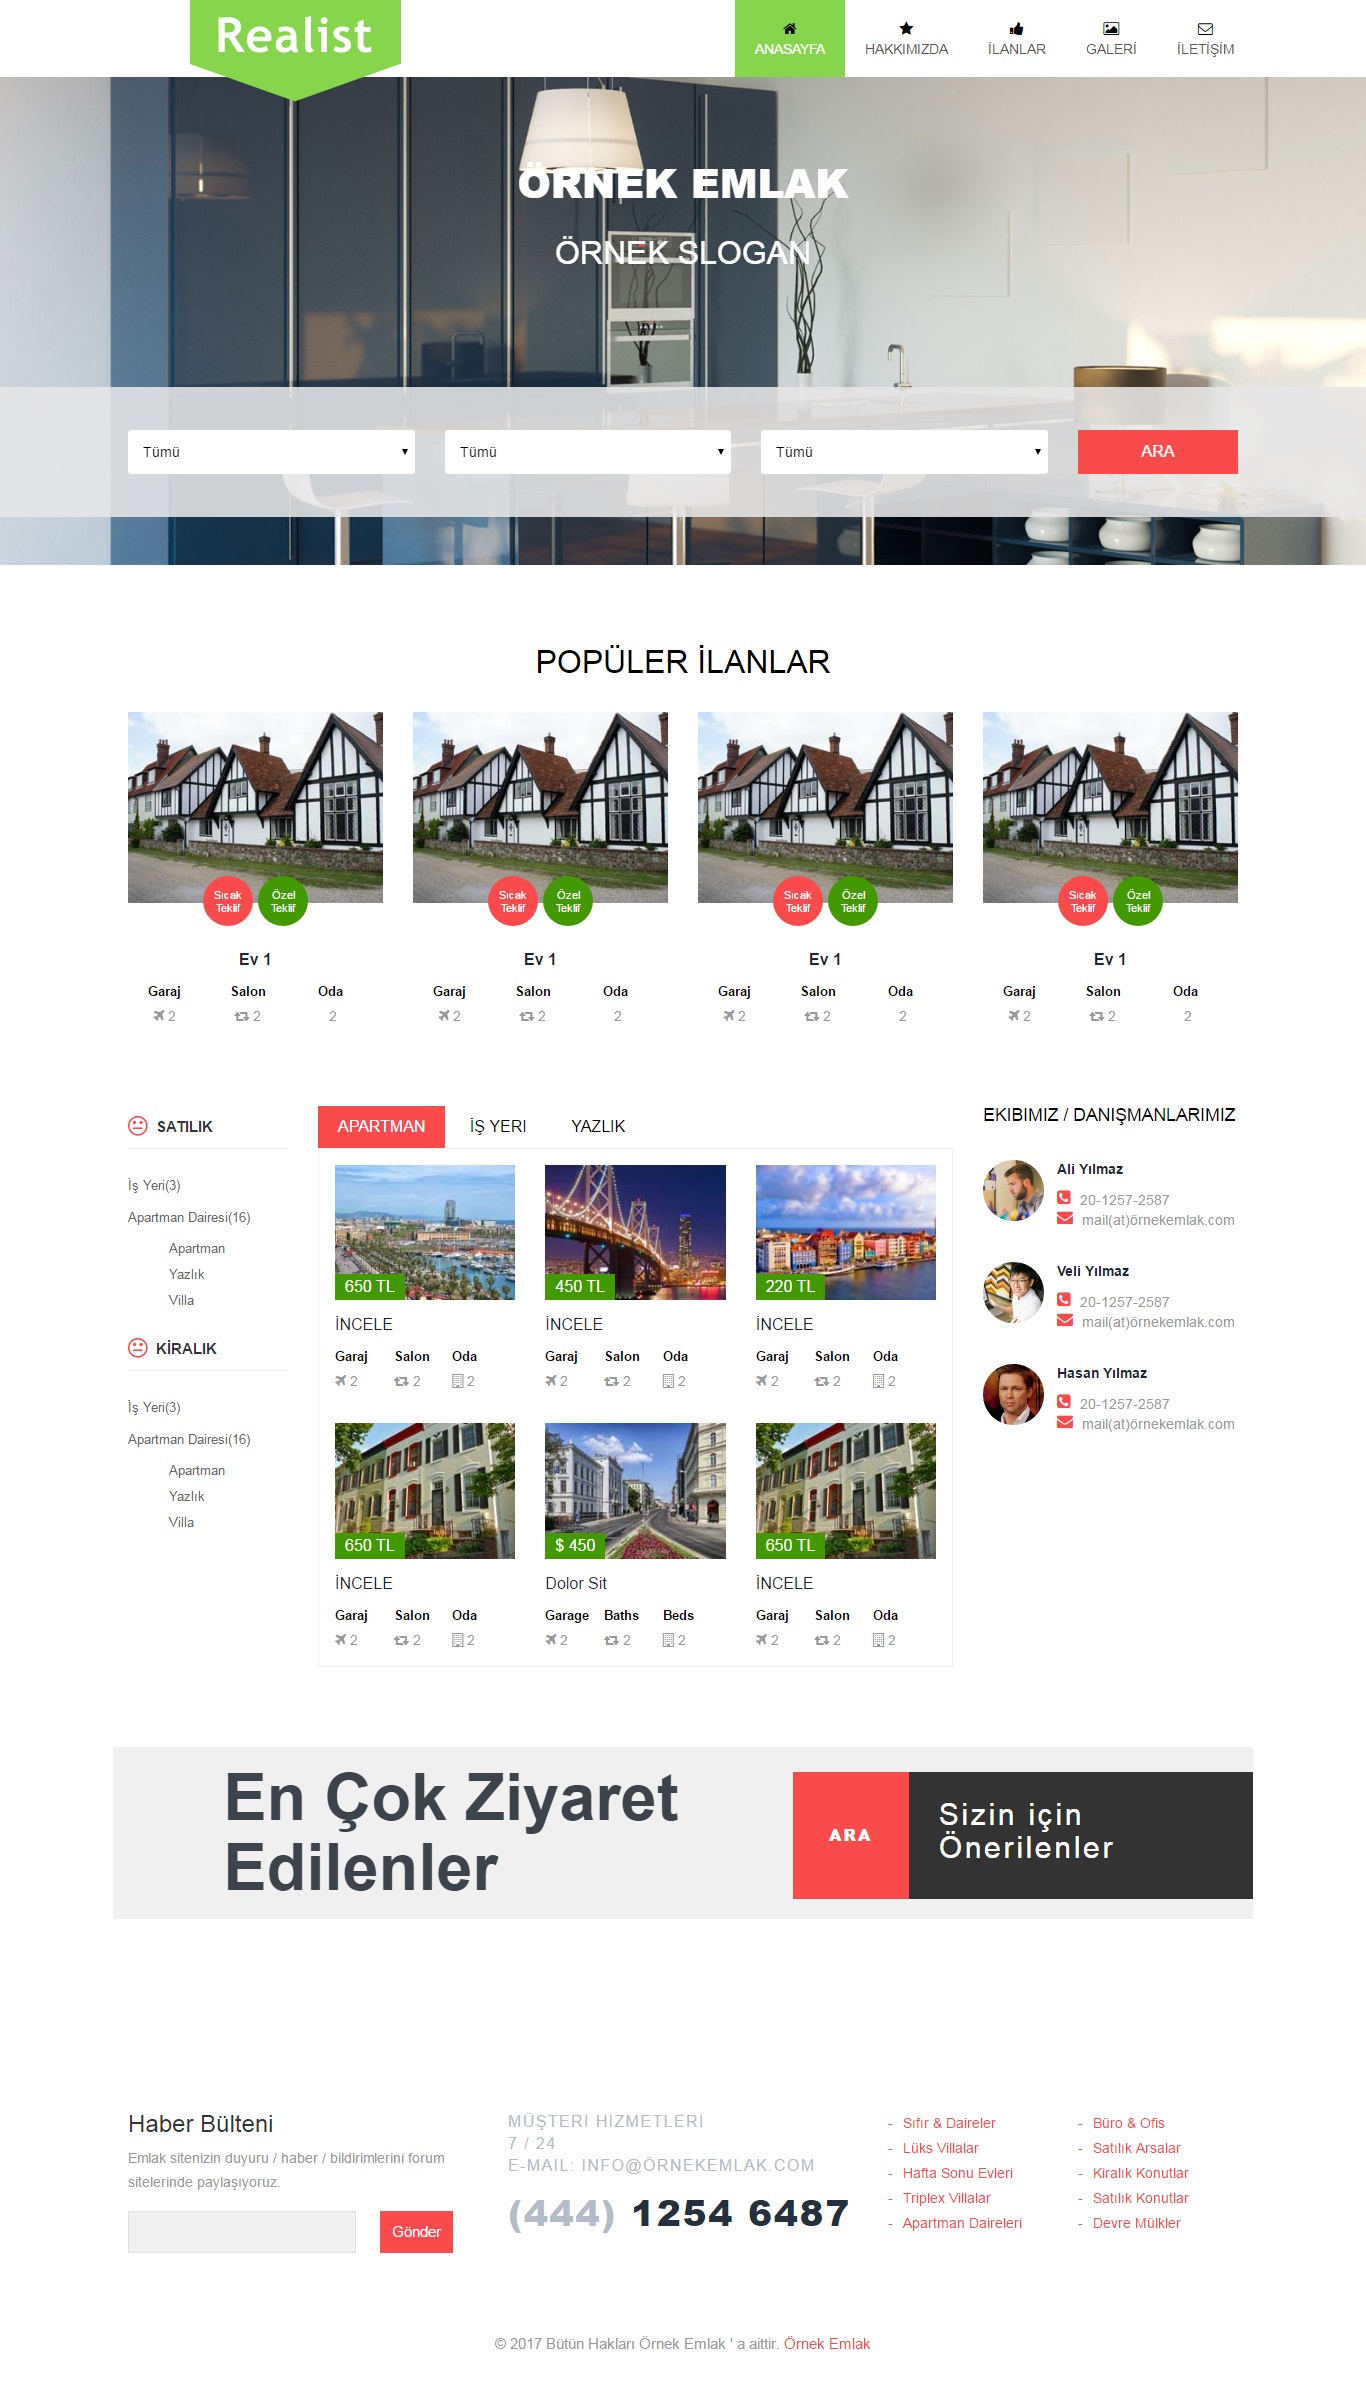 Realist
ANASAYFA
HAKKIMIZDA
İLANLAR
GALERİ
İLETİŞİM
ÖRNEK EMLAK
ÖRNEK SLOGAN
Tümü
Tümü
Tümü
ARA
POPÜLER İLANLAR
Sıcak Teklif
Özel Teklif
Sıcak Teklif
Özel Teklif
Sıcak Teklif
Özel Teklif
Sıcak Teklif
Özel Teklif
Ev 1
Ev 1
Ev 1
Ev 1
Garaj Salon Oda
2 2 2
Garaj Salon Oda
2 2 2
Garaj Salon Oda
2 2 2
Garaj Salon Oda
2 2 2
SATILIK
İş Yeri(3)
Apartman Dairesi(16)
Apartman
Yazlık
Villa
KİRALIK
İş Yeri(3)
Apartman Dairesi(16)
Apartman
Yazlık
Villa
APARTMAN
İŞ YERI
YAZLIK
650 TL
İNCELE
Garaj Salon Oda
2 2 2
450 TL
İNCELE
Garaj Salon Oda
2 2 2
220 TL
İNCELE
Garaj Salon Oda
2 2 2
650 TL
İNCELE
Garaj Salon Oda
2 2 2
$ 450
Dolor Sit
Garage Baths Beds
2 2 2
650 TL
İNCELE
Garaj Salon Oda
2 2 2
EKIBIMIZ / DANIŞMANLARIMIZ
Ali Yılmaz
20-1257-2587
mail(at)örnekemlak.com
Veli Yılmaz
20-1257-2587
mail(at)örnekemlak.com
Hasan Yılmaz
20-1257-2587
mail(at)örnekemlak.com
En Çok Ziyaret
Edilenler
ARA
Sizin için
Önerilenler
Haber Bülteni
Emlak sitenizin duyuru / haber / bildirimlerini forum
sitelerinde paylaşıyoruz.
Gönder
MÜŞTERI HIZMETLERI
7 / 24
E-MAIL: INFO@ÖRNEKEMLAK.COM
(444) 1254 6487
- Sıfır & Daireler
- Lüks Villalar
- Hafta Sonu Evleri
- Triplex Villalar
- Apartman Daireleri
- Büro & Ofis
- Satılık Arsalar
- Kiralık Konutlar
- Satılık Konutlar
- Devre Mülkler
© 2017 Bütün Hakları Örnek Emlak ' a aittir. Örnek Emlak